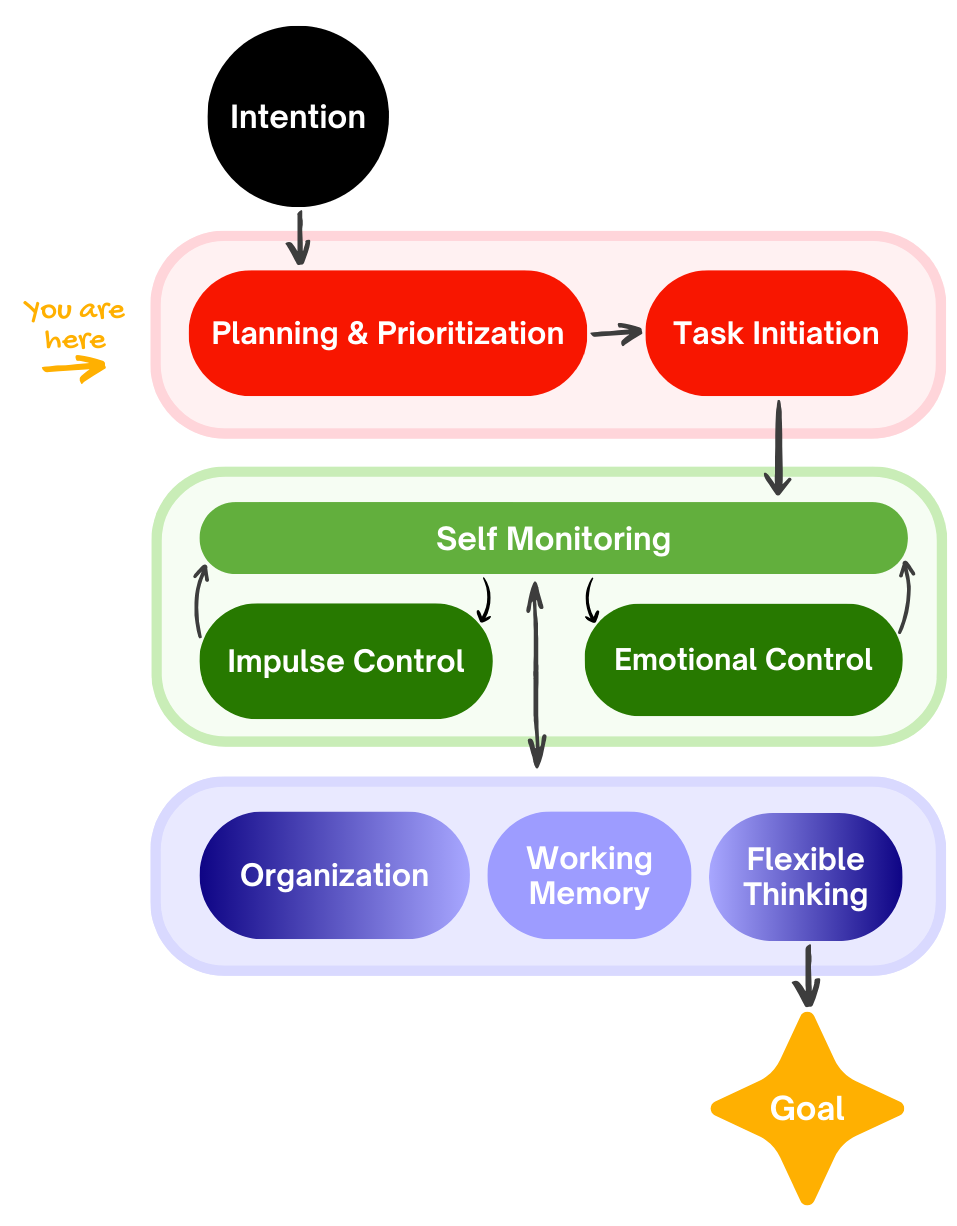 Intention
You are
here
Planning & Prioritization
Task Initiation
Self Monitoring
Impulse Control
Emotional Control
Organization
Working
Memory
Flexible
Thinking
Goal